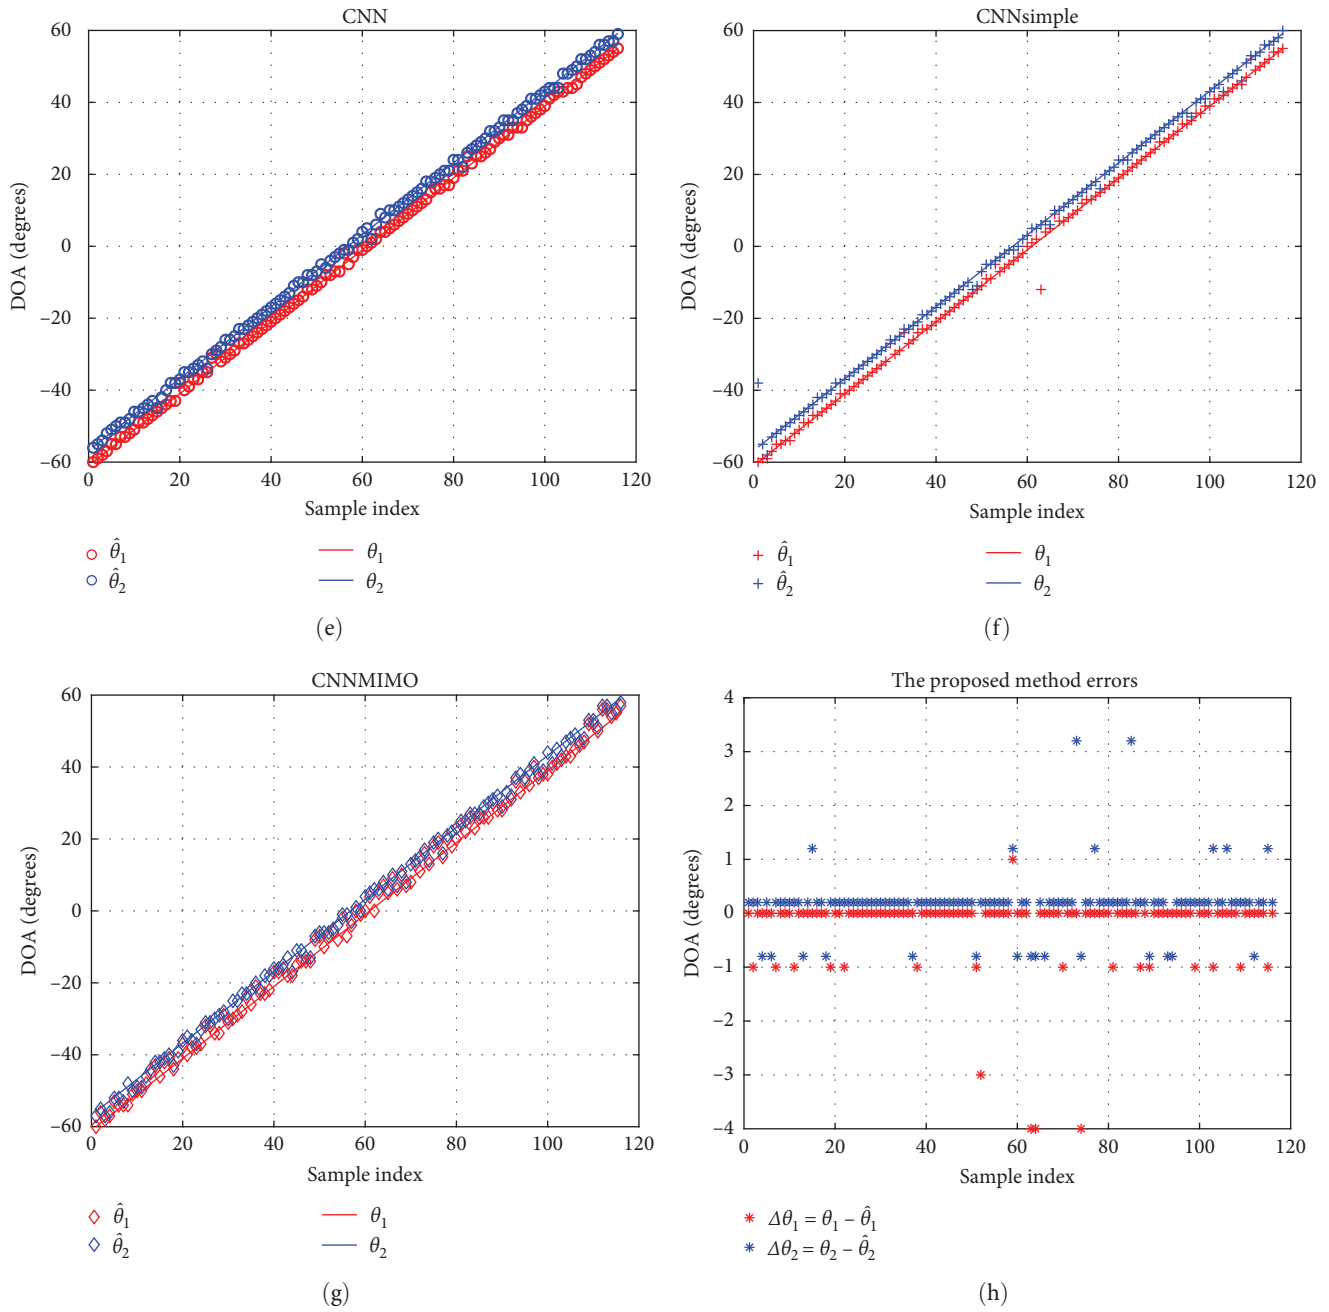 CNN
60
40
20
0
−20
−40
−60
DOA (degrees)
0 20 40 60 80 100 120
Sample index
θ̂1 θ1
θ̂2 θ2
(e)
CNNsimple
60
40
20
0
−20
−40
−60
DOA (degrees)
0 20 40 60 80 100 120
Sample index
θ̂1 θ1
θ̂2 θ2
(f)
CNNMIMO
60
40
20
0
−20
−40
−60
DOA (degrees)
0 20 40 60 80 100 120
Sample index
θ̂1 θ1
θ̂2 θ2
(g)
The proposed method errors
4
3
2
1
0
−1
−2
−3
−4
DOA (degrees)
0 20 40 60 80 100 120
Sample index
Δθ1 = θ1 – θ̂1
Δθ2 = θ2 – θ̂2
(h)